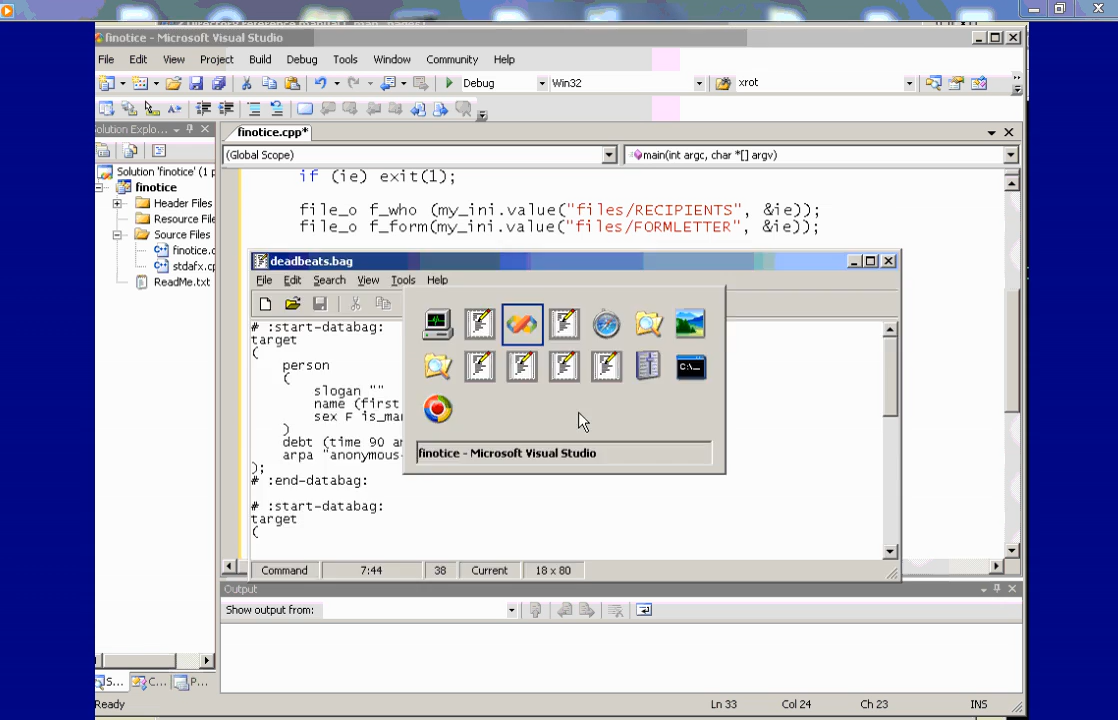 finotice - Microsoft Visual Studio
File Edit View Project Build Debug Tools Window Community Help
Debug Win32 xrot
Solution Explo...
finotice.cpp*
(Global Scope) main(int argc, char *[] argv)
Solution 'finotice' (1 p
finotice
Header Files
Resource File
Source Files
finotice.c
stdafx.cp
ReadMe.txt
if (ie) exit(1);
file_o f_who (my_ini.value("files/RECIPIENTS", &ie));
file_o f_form(my_ini.value("files/FORMLETTER", &ie));
deadbeats.bag
File Edit Search View Tools Help
# :start-databag:
target
(
person
(
slogan ""
name (first
sex F is_mar
)
debt (time 90 an
arpa "anonymous-
);
# :end-databag:
# :start-databag:
target
(
C:\_
finotice - Microsoft Visual Studio
Command 7:44 38 Current 18 x 80
Output
Show output from:
S... C... P...
Ready Ln 33 Col 24 Ch 23 INS